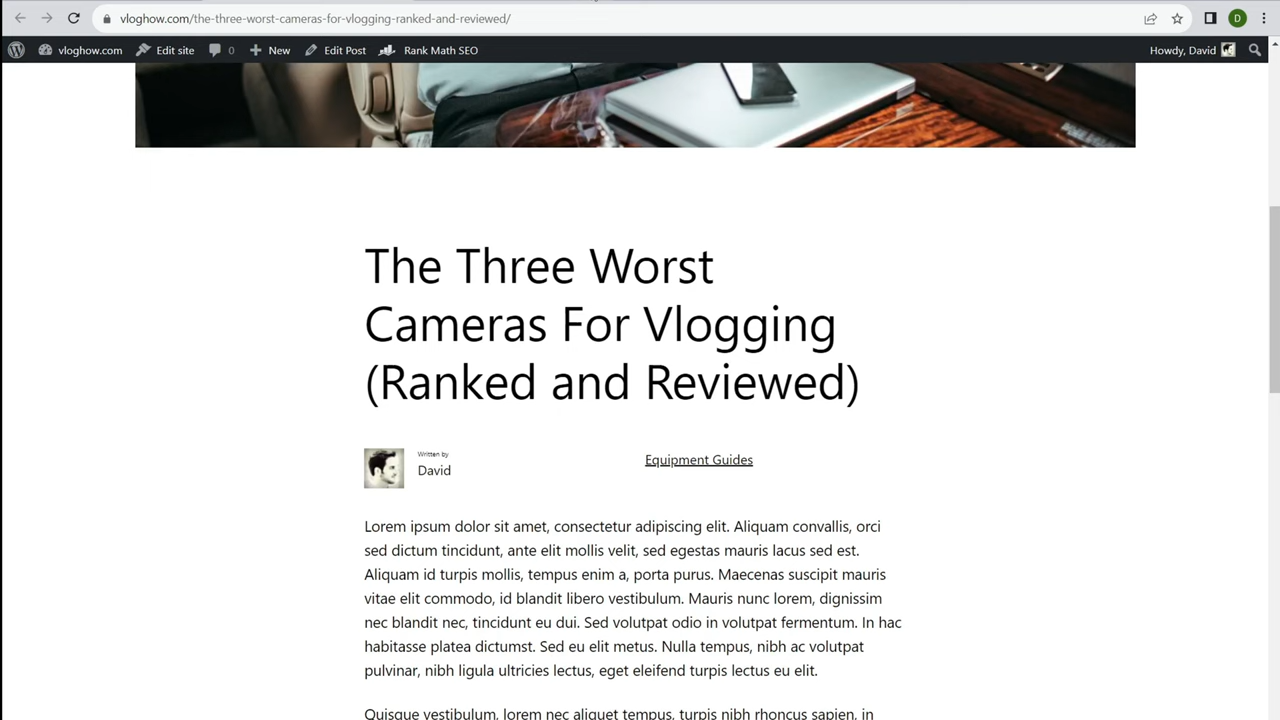 vloghow.com/the-three-worst-cameras-for-vlogging-ranked-and-reviewed/
D
vloghow.com Edit site 0 New Edit Post Rank Math SEO Howdy, David
The Three Worst
Cameras For Vlogging
(Ranked and Reviewed)
Written by
David
Equipment Guides
Lorem ipsum dolor sit amet, consectetur adipiscing elit. Aliquam convallis, orci
sed dictum tincidunt, ante elit mollis velit, sed egestas mauris lacus sed est.
Aliquam id turpis mollis, tempus enim a, porta purus. Maecenas suscipit mauris
vitae elit commodo, id blandit libero vestibulum. Mauris nunc lorem, dignissim
nec blandit nec, tincidunt eu dui. Sed volutpat odio in volutpat fermentum. In hac
habitasse platea dictumst. Sed eu elit metus. Nulla tempus, nibh ac volutpat
pulvinar, nibh ligula ultricies lectus, eget eleifend turpis lectus eu elit.
Quisque vestibulum, lorem nec aliquet tempus, turpis nibh rhoncus sapien, in